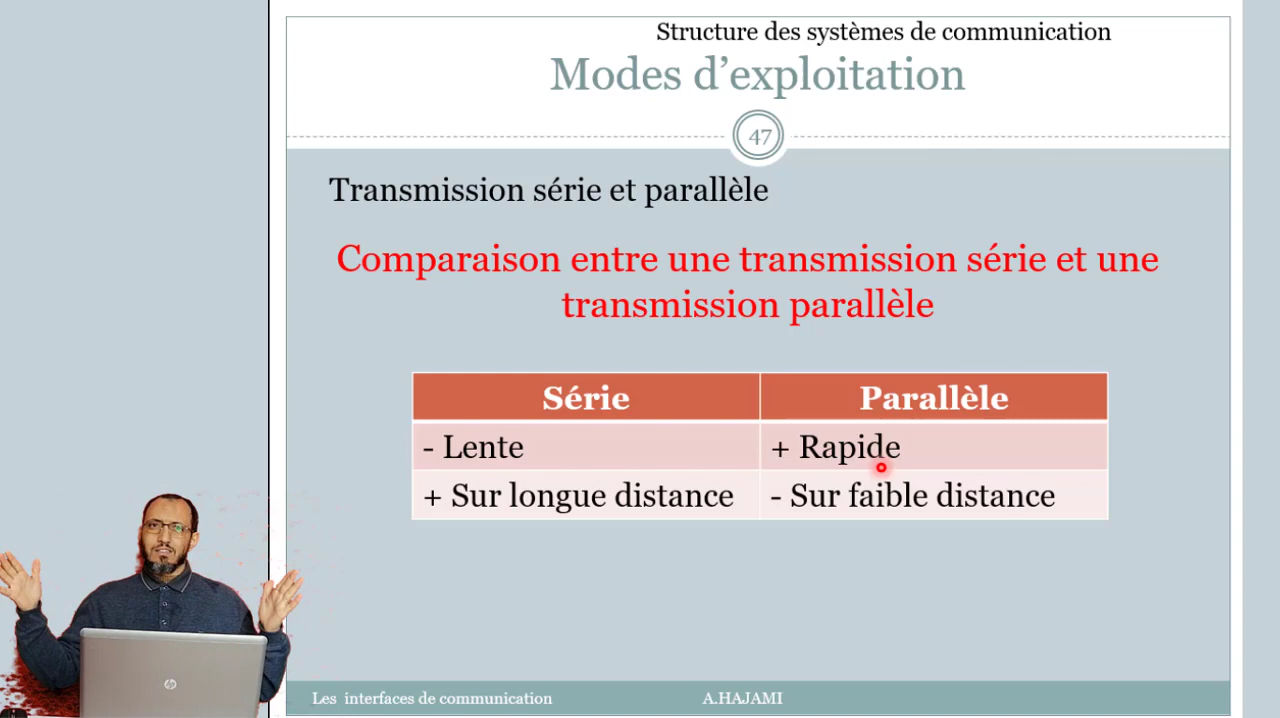 Structure des systèmes de communication
Modes d’exploitation
47
Transmission série et parallèle
Comparaison entre une transmission série et une
transmission parallèle
Série Parallèle
- Lente + Rapide
+ Sur longue distance - Sur faible distance
Les interfaces de communication A.HAJAMI
hp